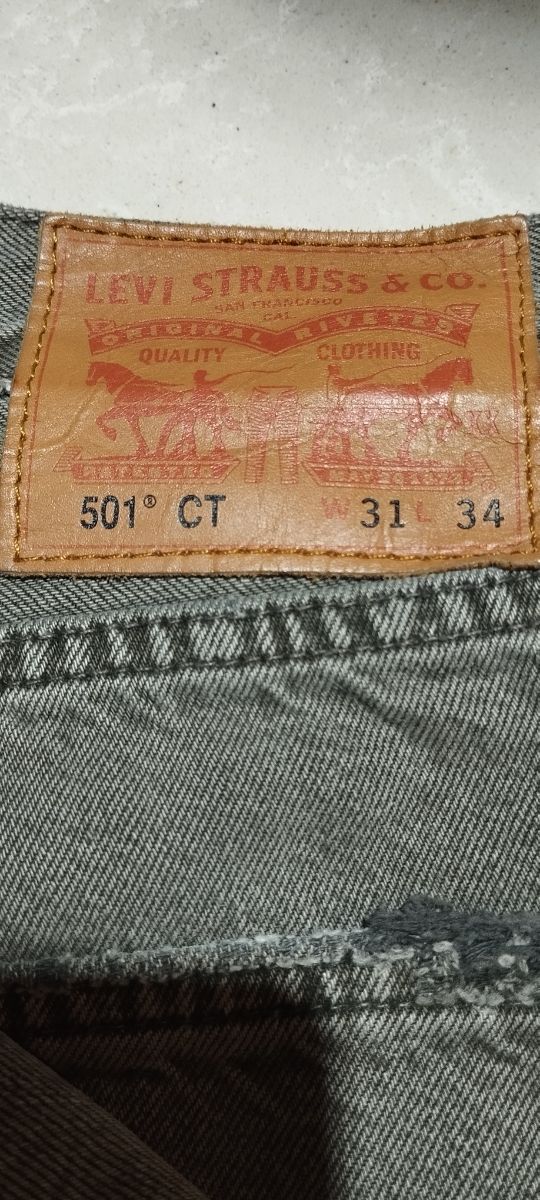 LEVI STRAUSS & CO.
SAN FRANCISCO
CAL
ORIGINAL RIVETED
QUALITY CLOTHING
501® CT W 31 L 34